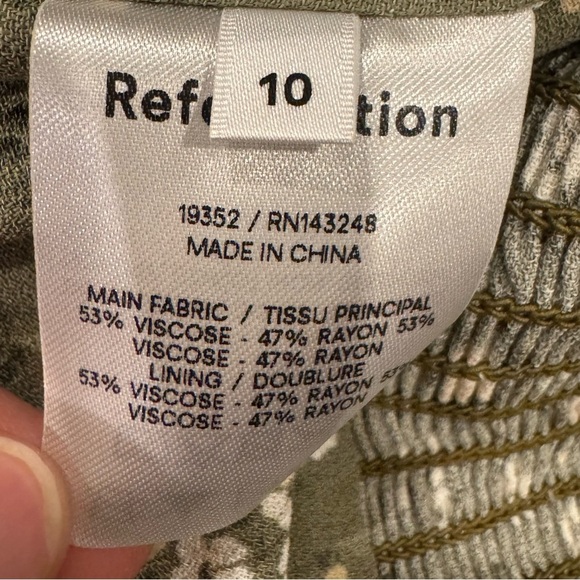 Ref tion
10
19352 / RN143248
MADE IN CHINA
MAIN FABRIC / TISSU PRINCIPAL
53% VISCOSE - 47% RAYON 53%
VISCOSE - 47% RAYON
LINING / DOUBLURE
53% VISCOSE - 47% RAYON 53%
VISCOSE - 47% RAYON